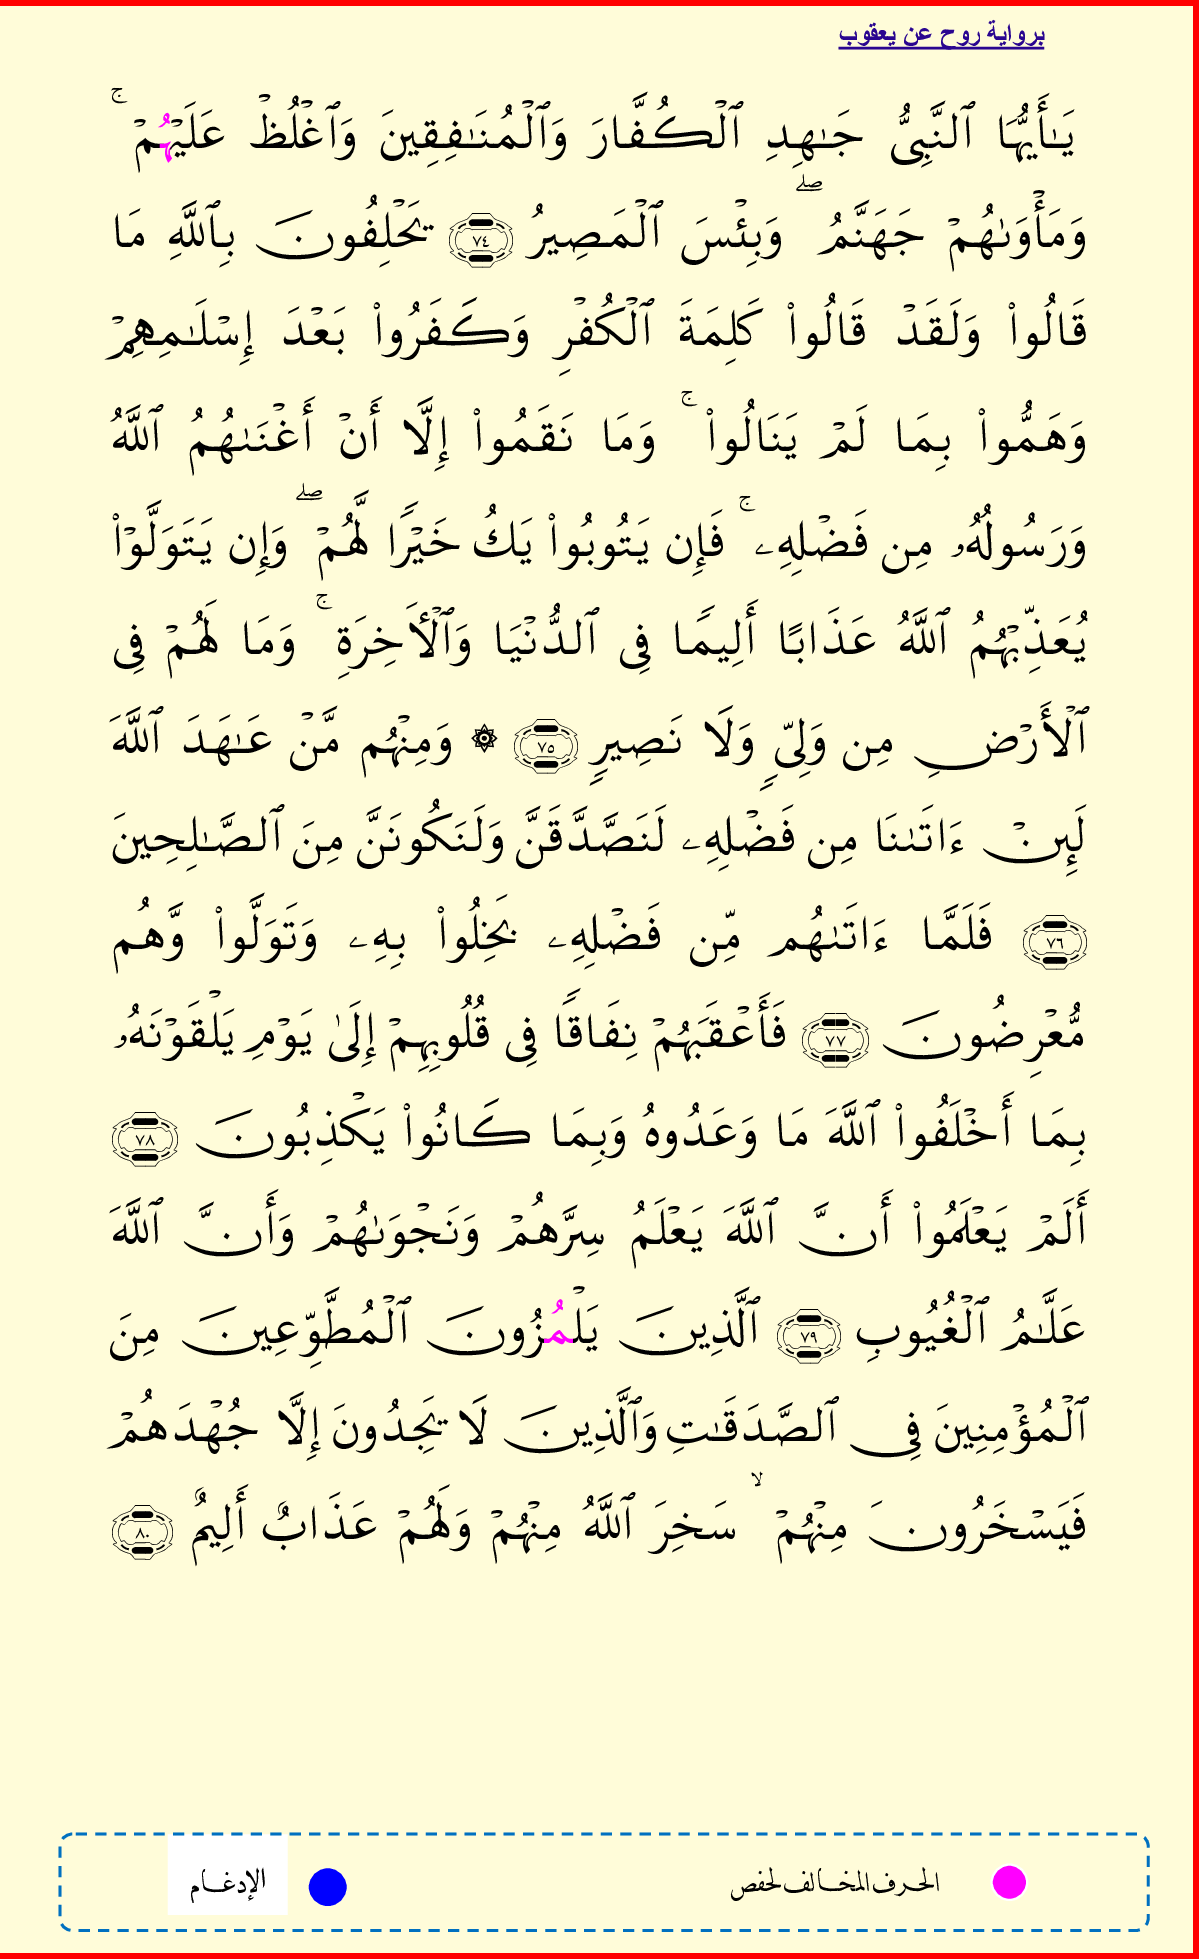 برواية روح عن يعقوب
يَـٰٓأَيُّهَا ٱلنَّبِىُّ جَـٰهِدِ ٱلْكُفَّارَ وَٱلْمُنَـٰفِقِينَ وَٱغْلُظْ عَلَيْهُمْ ۚ
وَمَأْوَىٰهُمْ جَهَنَّمُ ۖ وَبِئْسَ ٱلْمَصِيرُ ٧٤ يَحْلِفُونَ بِٱللَّهِ مَا
قَالُوا۟ وَلَقَدْ قَالُوا۟ كَلِمَةَ ٱلْكُفْرِ وَكَفَرُوا۟ بَعْدَ إِسْلَـٰمِهِمْ
وَهَمُّوا۟ بِمَا لَمْ يَنَالُوا۟ ۚ وَمَا نَقَمُوا۟ إِلَّا أَنْ أَغْنَىٰهُمُ ٱللَّهُ
وَرَسُولُهُۥ مِن فَضْلِهِۦ ۚ فَإِن يَتُوبُوا۟ يَكُ خَيْرًا لَّهُمْ ۖ وَإِن يَتَوَلَّوْا۟
يُعَذِّبْهُمُ ٱللَّهُ عَذَابًا أَلِيمًا فِى ٱلدُّنْيَا وَٱلْأَخِرَةِ ۚ وَمَا لَهُمْ فِى
ٱلْأَرْضِ مِن وَلِىٍّ وَلَا نَصِيرٍ ٧٥ ۞ وَمِنْهُم مَّنْ عَـٰهَدَ ٱللَّهَ
لَئِنْ ءَاتَىٰنَا مِن فَضْلِهِۦ لَنَصَّدَّقَنَّ وَلَنَكُونَنَّ مِنَ ٱلصَّـٰلِحِينَ
٧٦ فَلَمَّا ءَاتَىٰهُم مِّن فَضْلِهِۦ بَخِلُوا۟ بِهِۦ وَتَوَلَّوا۟ وَّهُم
مُّعْرِضُونَ ٧٧ فَأَعْقَبَهُمْ نِفَاقًا فِى قُلُوبِهِمْ إِلَىٰ يَوْمِ يَلْقَوْنَهُۥ
بِمَا أَخْلَفُوا۟ ٱللَّهَ مَا وَعَدُوهُ وَبِمَا كَانُوا۟ يَكْذِبُونَ ٧٨
أَلَمْ يَعْلَمُوا۟ أَنَّ ٱللَّهَ يَعْلَمُ سِرَّهُمْ وَنَجْوَىٰهُمْ وَأَنَّ ٱللَّهَ
عَلَّـٰمُ ٱلْغُيُوبِ ٧٩ ٱلَّذِينَ يَلْمُزُونَ ٱلْمُطَّوِّعِينَ مِنَ
ٱلْمُؤْمِنِينَ فِى ٱلصَّدَقَـٰتِ وَٱلَّذِينَ لَا يَجِدُونَ إِلَّا جُهْدَهُمْ
فَيَسْخَرُونَ مِنْهُمْ ۙ سَخِرَ ٱللَّهُ مِنْهُمْ وَلَهُمْ عَذَابٌ أَلِيمٌ ٨٠
الحرف المخالف لحفص
الإدغام